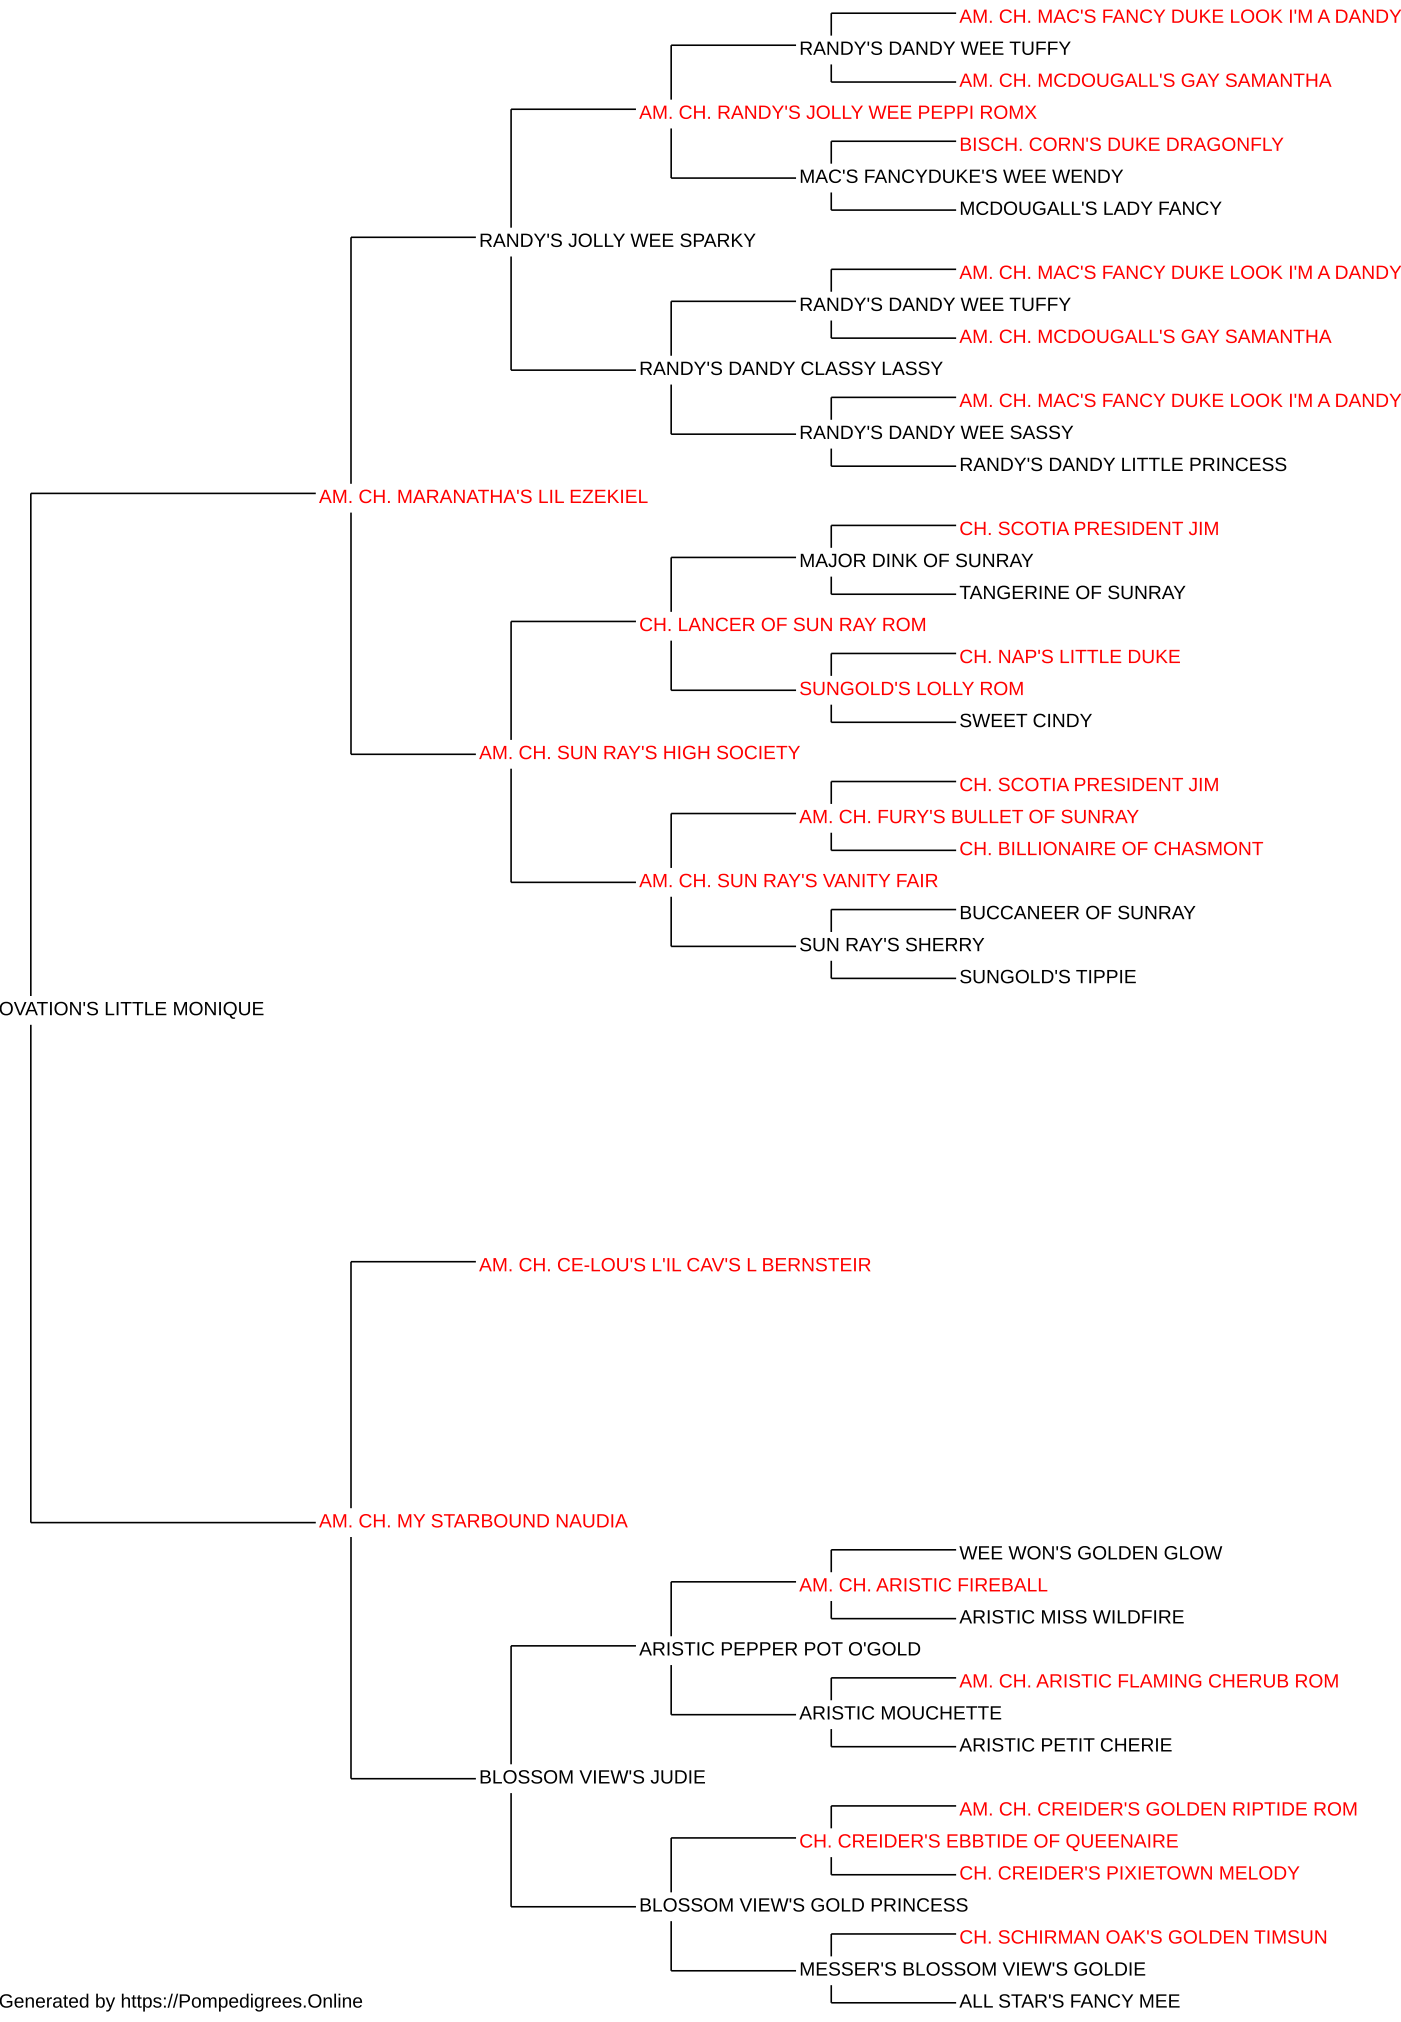 AM. CH. MAC'S FANCY DUKE LOOK I'M A DANDY
RANDY'S DANDY WEE TUFFY
AM. CH. MCDOUGALL'S GAY SAMANTHA
AM. CH. RANDY'S JOLLY WEE PEPPI ROMX
BISCH. CORN'S DUKE DRAGONFLY
MAC'S FANCYDUKE'S WEE WENDY
MCDOUGALL'S LADY FANCY
RANDY'S JOLLY WEE SPARKY
AM. CH. MAC'S FANCY DUKE LOOK I'M A DANDY
RANDY'S DANDY WEE TUFFY
AM. CH. MCDOUGALL'S GAY SAMANTHA
RANDY'S DANDY CLASSY LASSY
AM. CH. MAC'S FANCY DUKE LOOK I'M A DANDY
RANDY'S DANDY WEE SASSY
RANDY'S DANDY LITTLE PRINCESS
AM. CH. MARANATHA'S LIL EZEKIEL
CH. SCOTIA PRESIDENT JIM
MAJOR DINK OF SUNRAY
TANGERINE OF SUNRAY
CH. LANCER OF SUN RAY ROM
CH. NAP'S LITTLE DUKE
SUNGOLD'S LOLLY ROM
SWEET CINDY
AM. CH. SUN RAY'S HIGH SOCIETY
CH. SCOTIA PRESIDENT JIM
AM. CH. FURY'S BULLET OF SUNRAY
CH. BILLIONAIRE OF CHASMONT
AM. CH. SUN RAY'S VANITY FAIR
BUCCANEER OF SUNRAY
SUN RAY'S SHERRY
SUNGOLD'S TIPPIE
OVATION'S LITTLE MONIQUE
AM. CH. CE-LOU'S L'IL CAV'S L BERNSTEIR
AM. CH. MY STARBOUND NAUDIA
WEE WON'S GOLDEN GLOW
AM. CH. ARISTIC FIREBALL
ARISTIC MISS WILDFIRE
ARISTIC PEPPER POT O'GOLD
AM. CH. ARISTIC FLAMING CHERUB ROM
ARISTIC MOUCHETTE
ARISTIC PETIT CHERIE
BLOSSOM VIEW'S JUDIE
AM. CH. CREIDER'S GOLDEN RIPTIDE ROM
CH. CREIDER'S EBBTIDE OF QUEENAIRE
CH. CREIDER'S PIXIETOWN MELODY
BLOSSOM VIEW'S GOLD PRINCESS
CH. SCHIRMAN OAK'S GOLDEN TIMSUN
MESSER'S BLOSSOM VIEW'S GOLDIE
ALL STAR'S FANCY MEE
Generated by https://Pompedigrees.Online